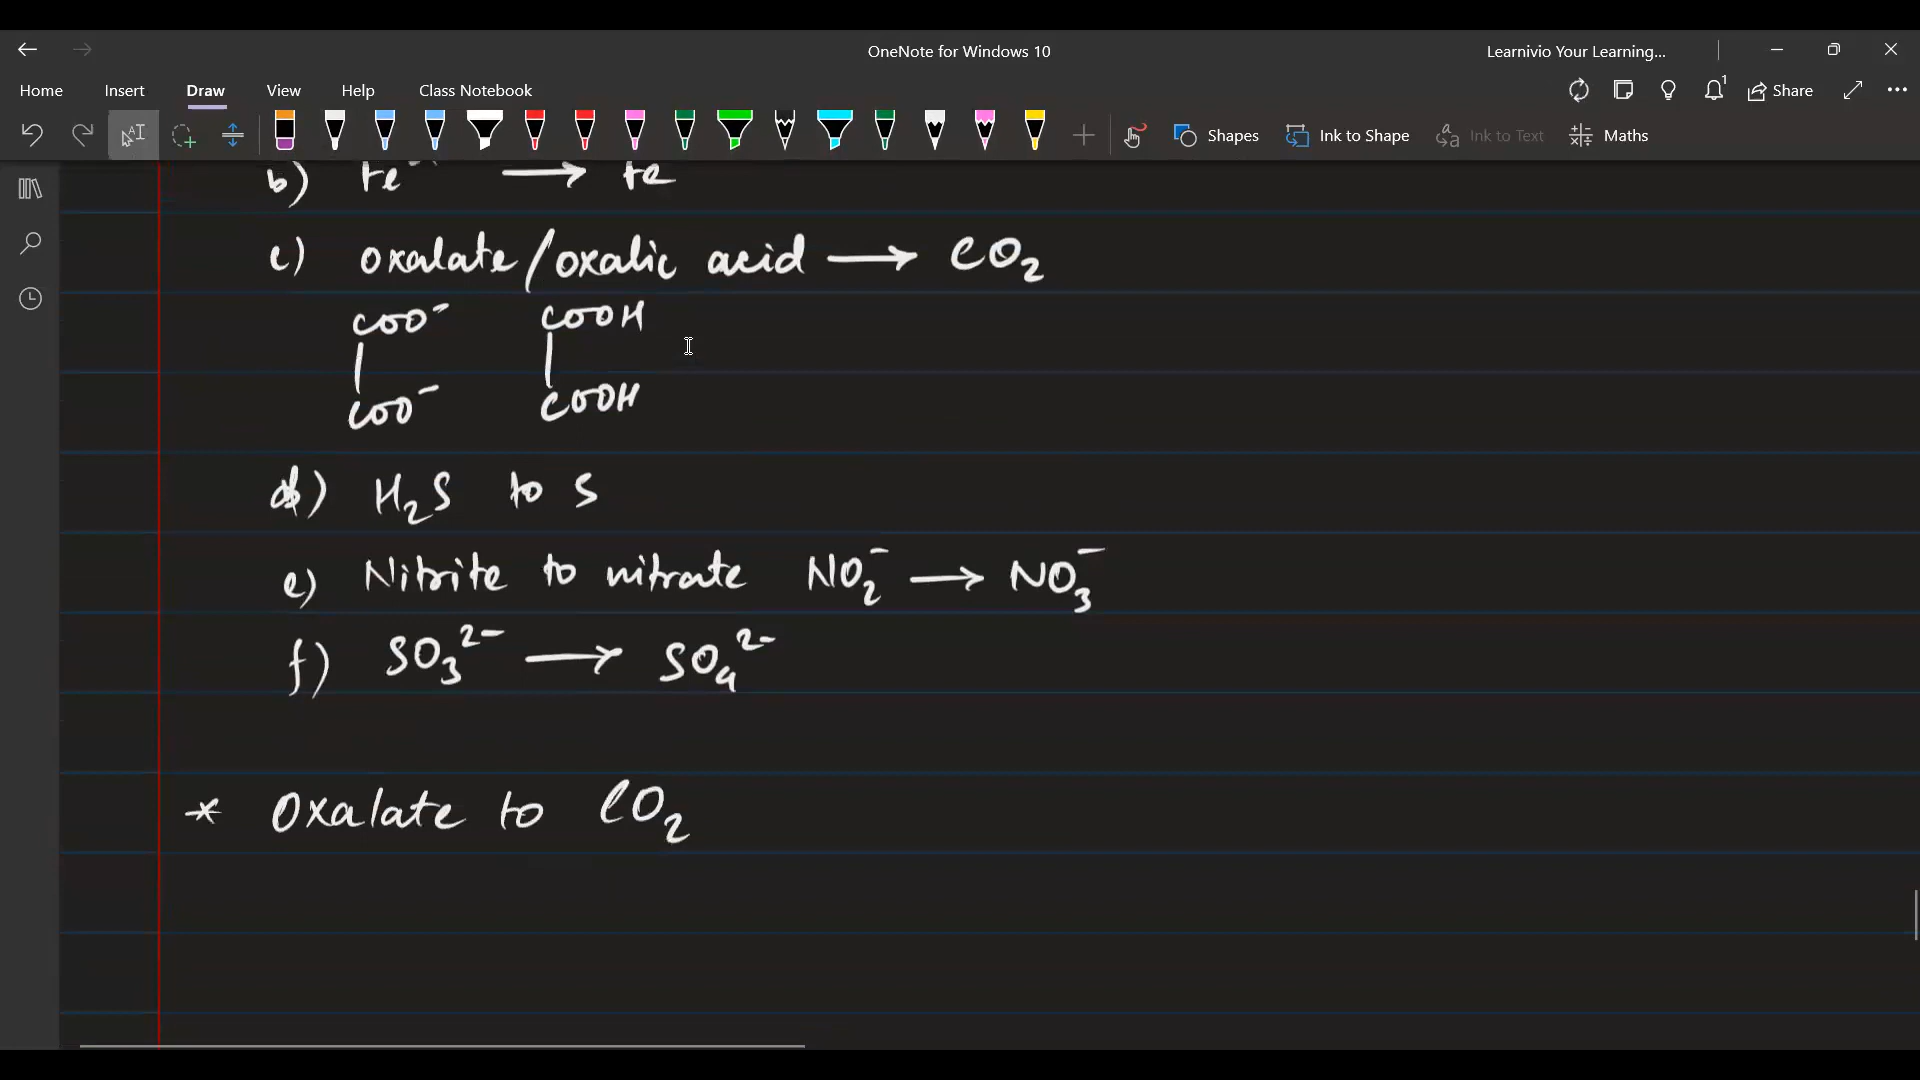 OneNote for Windows 10
Learnivio Your Learning...
Home Insert Draw View Help Class Notebook
1 Share
Shapes Ink to Shape Ink to Text Maths
b) Fe → Fe
c) oxalate/oxalic acid → CO2
COO⁻ COOH
COO⁻ COOH
d) H2S to S
e) Nitrite to nitrate NO2⁻ → NO3⁻
f) SO3²⁻ → SO4²⁻
* Oxalate to CO2